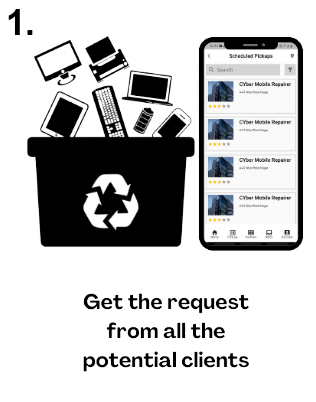 1.
Scheduled Pickups
Search
CYber Mobile Repairer
CYber Mobile Repairer
CYber Mobile Repairer
CYber Mobile Repairer
Get the request
from all the
potential clients